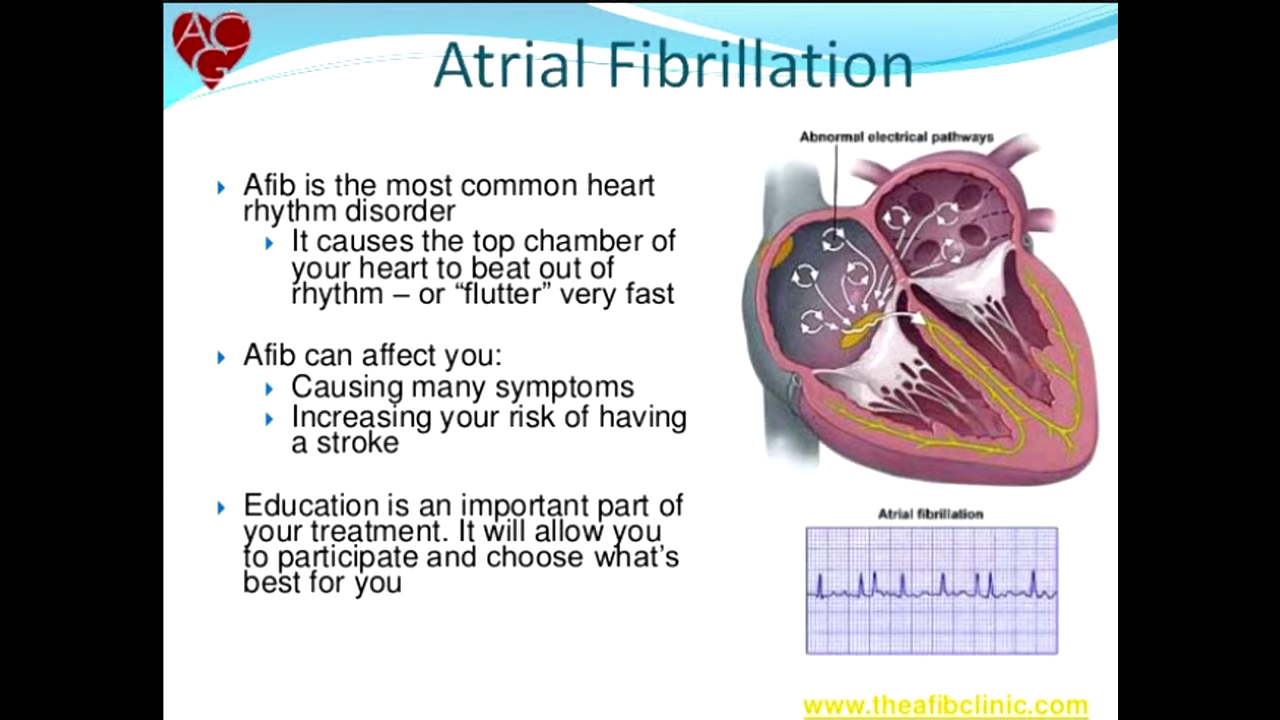 ACG
Atrial Fibrillation
Afib is the most common heart
rhythm disorder
It causes the top chamber of
your heart to beat out of
rhythm – or “flutter” very fast
Afib can affect you:
Causing many symptoms
Increasing your risk of having
a stroke
Education is an important part of
your treatment. It will allow you
to participate and choose what’s
best for you
Abnormal electrical pathways
Atrial fibrillation
www.theafibclinic.com